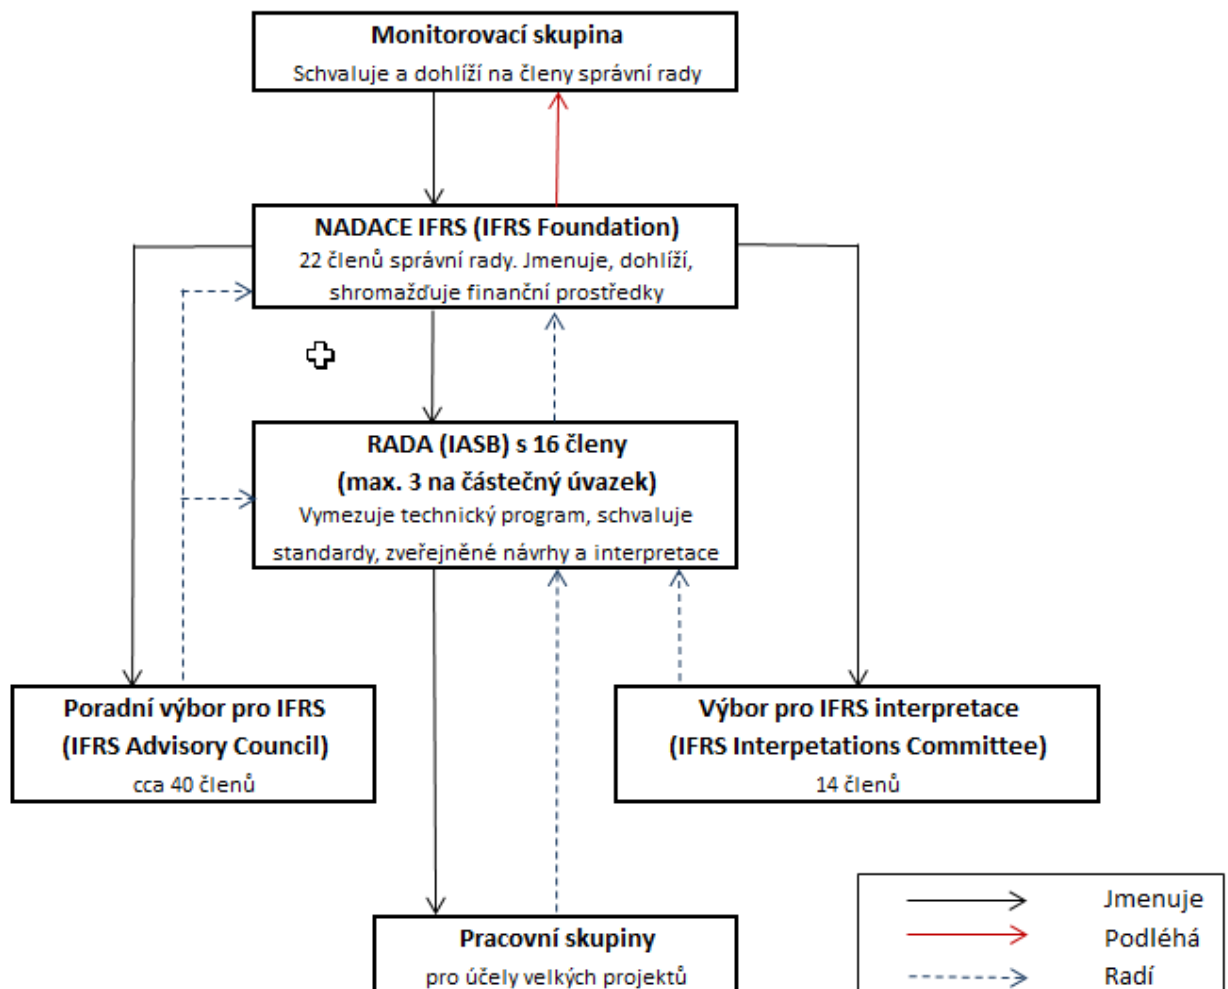 Monitorovací skupina
Schvaluje a dohlíží na členy správní rady
NADACE IFRS (IFRS Foundation)
22 členů správní rady. Jmenuje, dohlíží,
shromažďuje finanční prostředky
RADA (IASB) s 16 členy
(max. 3 na částečný úvazek)
Vymezuje technický program, schvaluje
standardy, zveřejněné návrhy a interpretace
Poradní výbor pro IFRS
(IFRS Advisory Council)
cca 40 členů
Výbor pro IFRS interpretace
(IFRS Interpetations Committee)
14 členů
Pracovní skupiny
pro účely velkých projektů
Jmenuje
Podléhá
Radí